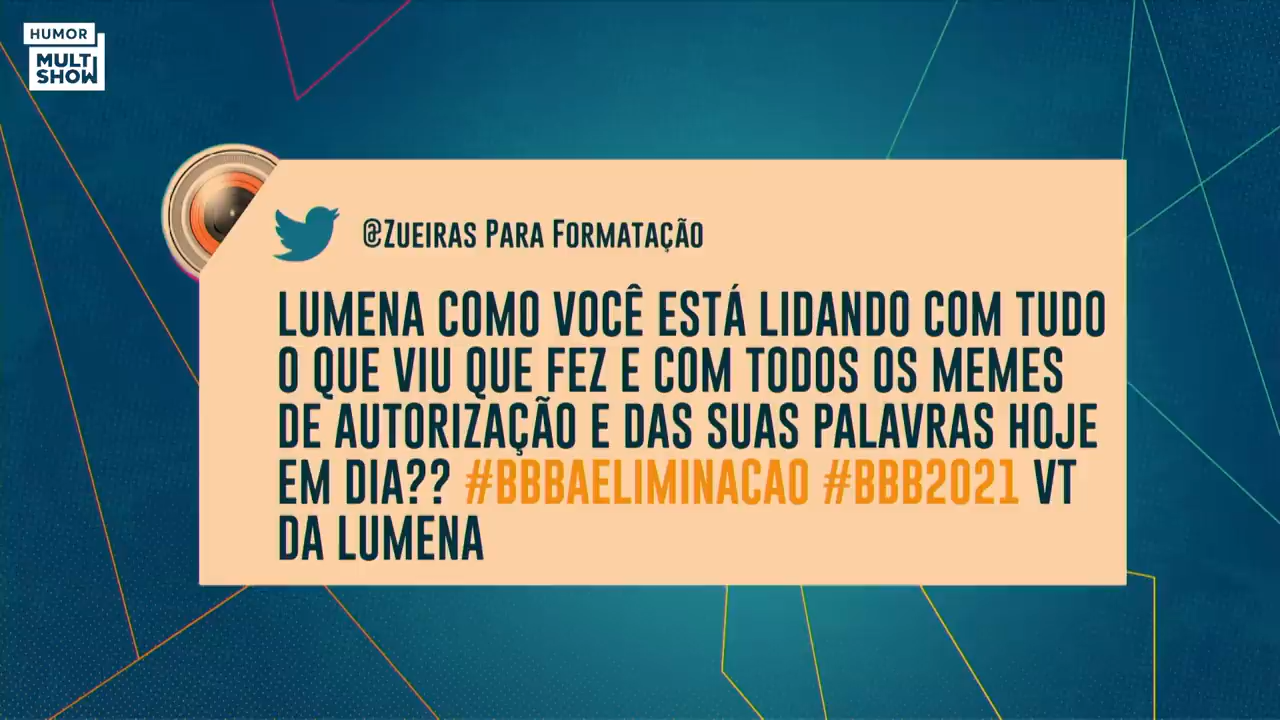 HUMOR
MULT
SHOW
@Zueiras Para Formatação
LUMENA COMO VOCÊ ESTÁ LIDANDO COM TUDO
O QUE VIU QUE FEZ E COM TODOS OS MEMES
DE AUTORIZAÇÃO E DAS SUAS PALAVRAS HOJE
EM DIA?? #BBBAELIMINACAO #BBB2021 VT
DA LUMENA